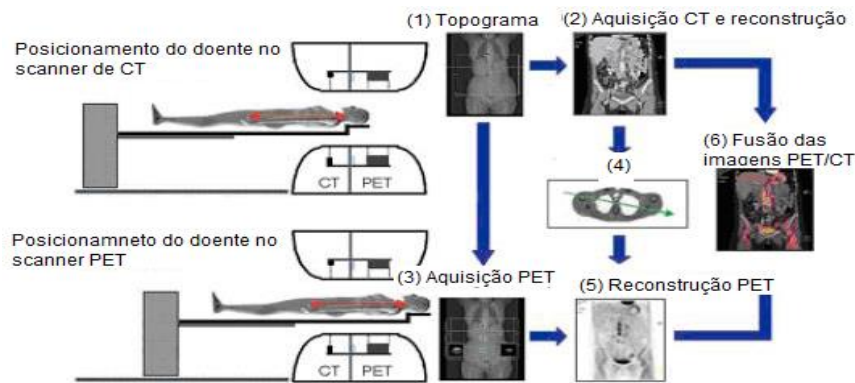 Posicionamento do doente no
scanner de CT
CT
PET
Posicionamneto do doente no
scanner PET
CT
PET
(1) Topograma
(2) Aquisição CT e reconstrução
(6) Fusão das
imagens PET/CT
(4)
(3) Aquisição PET
(5) Reconstrução PET